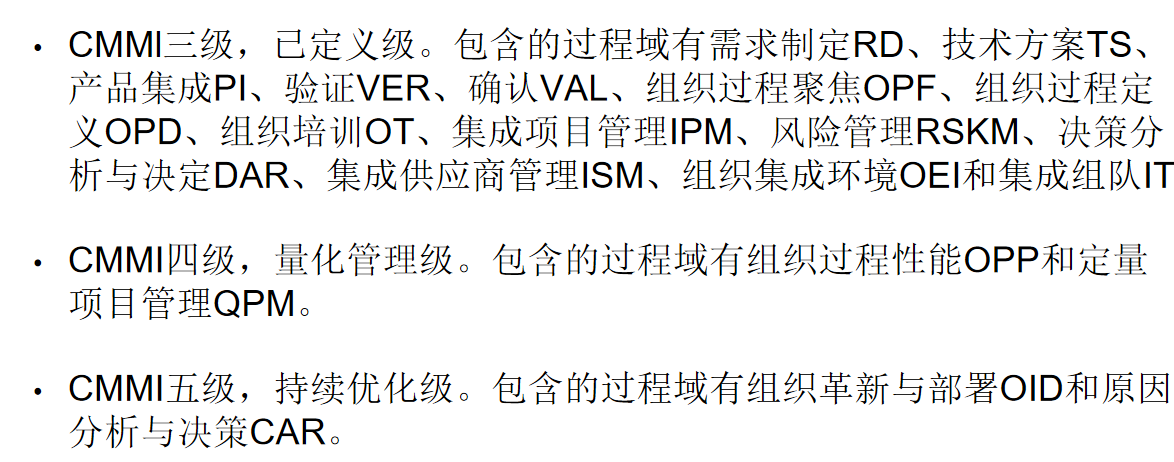 • CMMI三级，已定义级。包含的过程域有需求制定RD、技术方案TS、
产品集成PI、验证VER、确认VAL、组织过程聚焦OPF、组织过程定
义OPD、组织培训OT、集成项目管理IPM、风险管理RSKM、决策分
析与决定DAR、集成供应商管理ISM、组织集成环境OEI和集成组队IT
• CMMI四级，量化管理级。包含的过程域有组织过程性能OPP和定量
项目管理QPM。
• CMMI五级，持续优化级。包含的过程域有组织革新与部署OID和原因
分析与决策CAR。